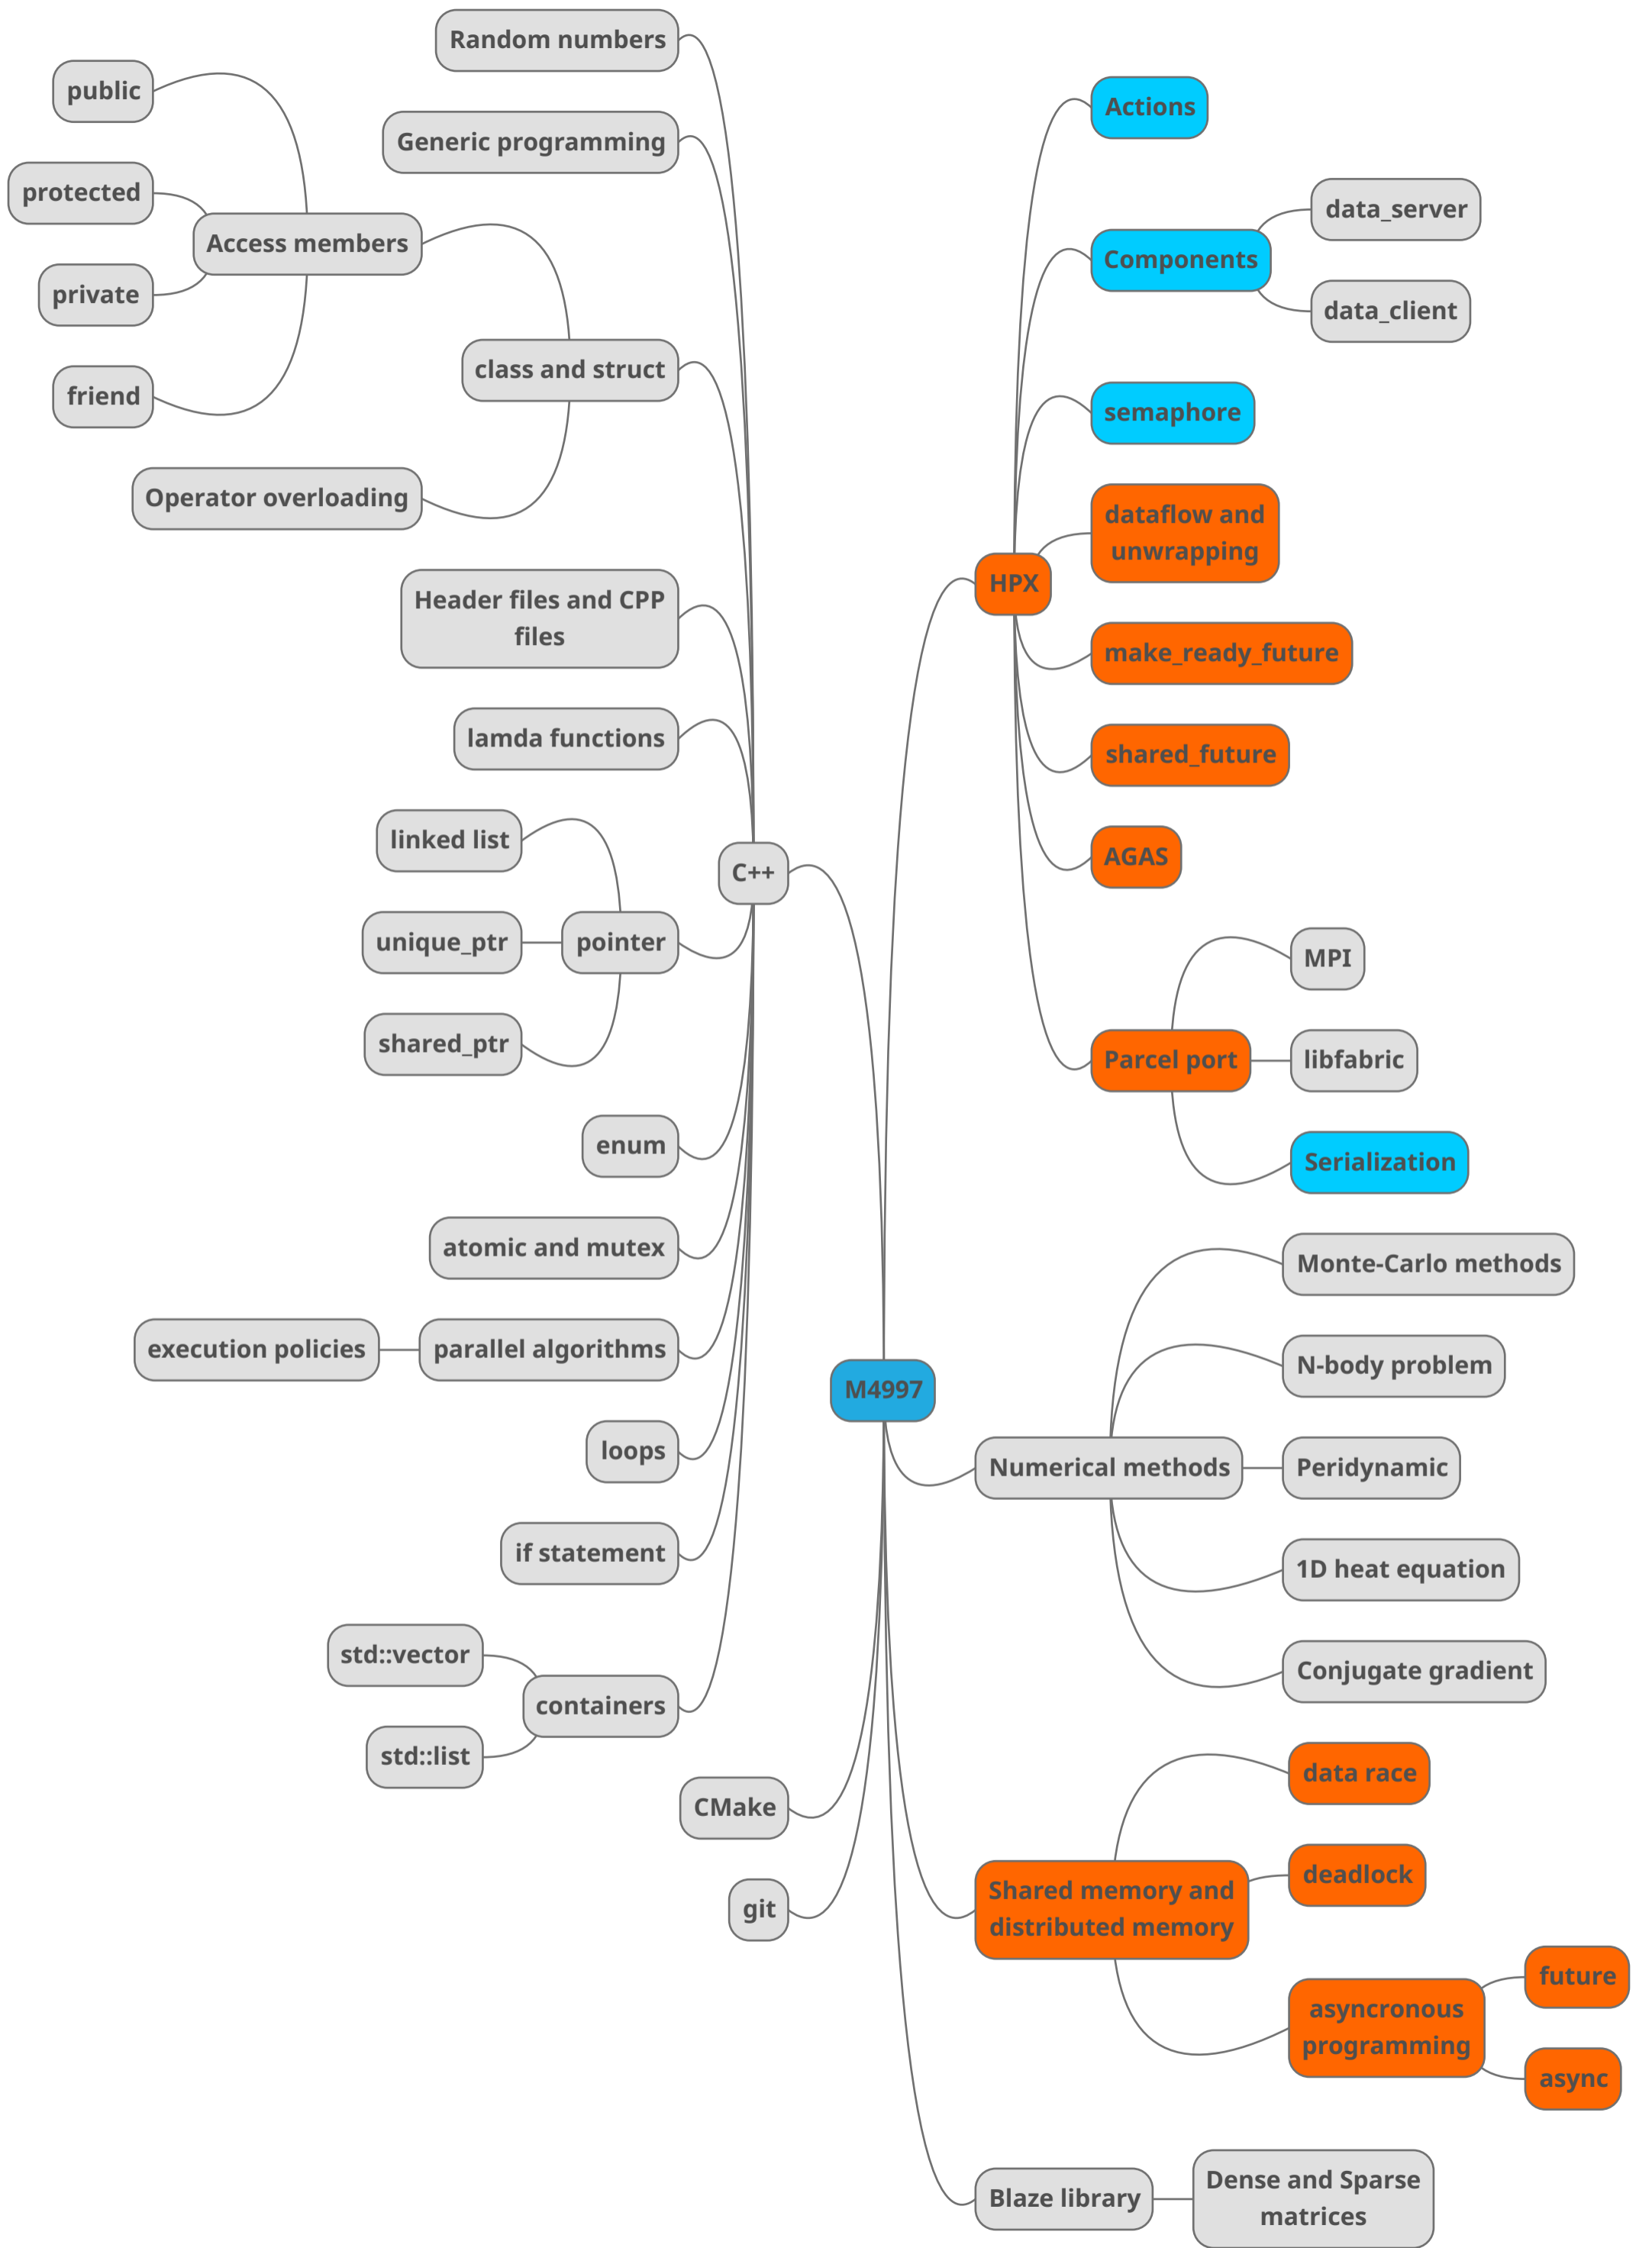 Random numbers
public
Generic programming
protected
Access members
private
class and struct
friend
Operator overloading
Header files and CPP
files
lamda functions
linked list
C++
unique_ptr
pointer
shared_ptr
enum
atomic and mutex
execution policies
parallel algorithms
loops
if statement
std::vector
containers
std::list
CMake
git
M4997
Actions
data_server
Components
data_client
semaphore
dataflow and
unwrapping
HPX
make_ready_future
shared_future
AGAS
MPI
Parcel port
libfabric
Serialization
Monte-Carlo methods
N-body problem
Numerical methods
Peridynamic
1D heat equation
Conjugate gradient
data race
deadlock
Shared memory and
distributed memory
future
asyncronous
programming
async
Blaze library
Dense and Sparse
matrices